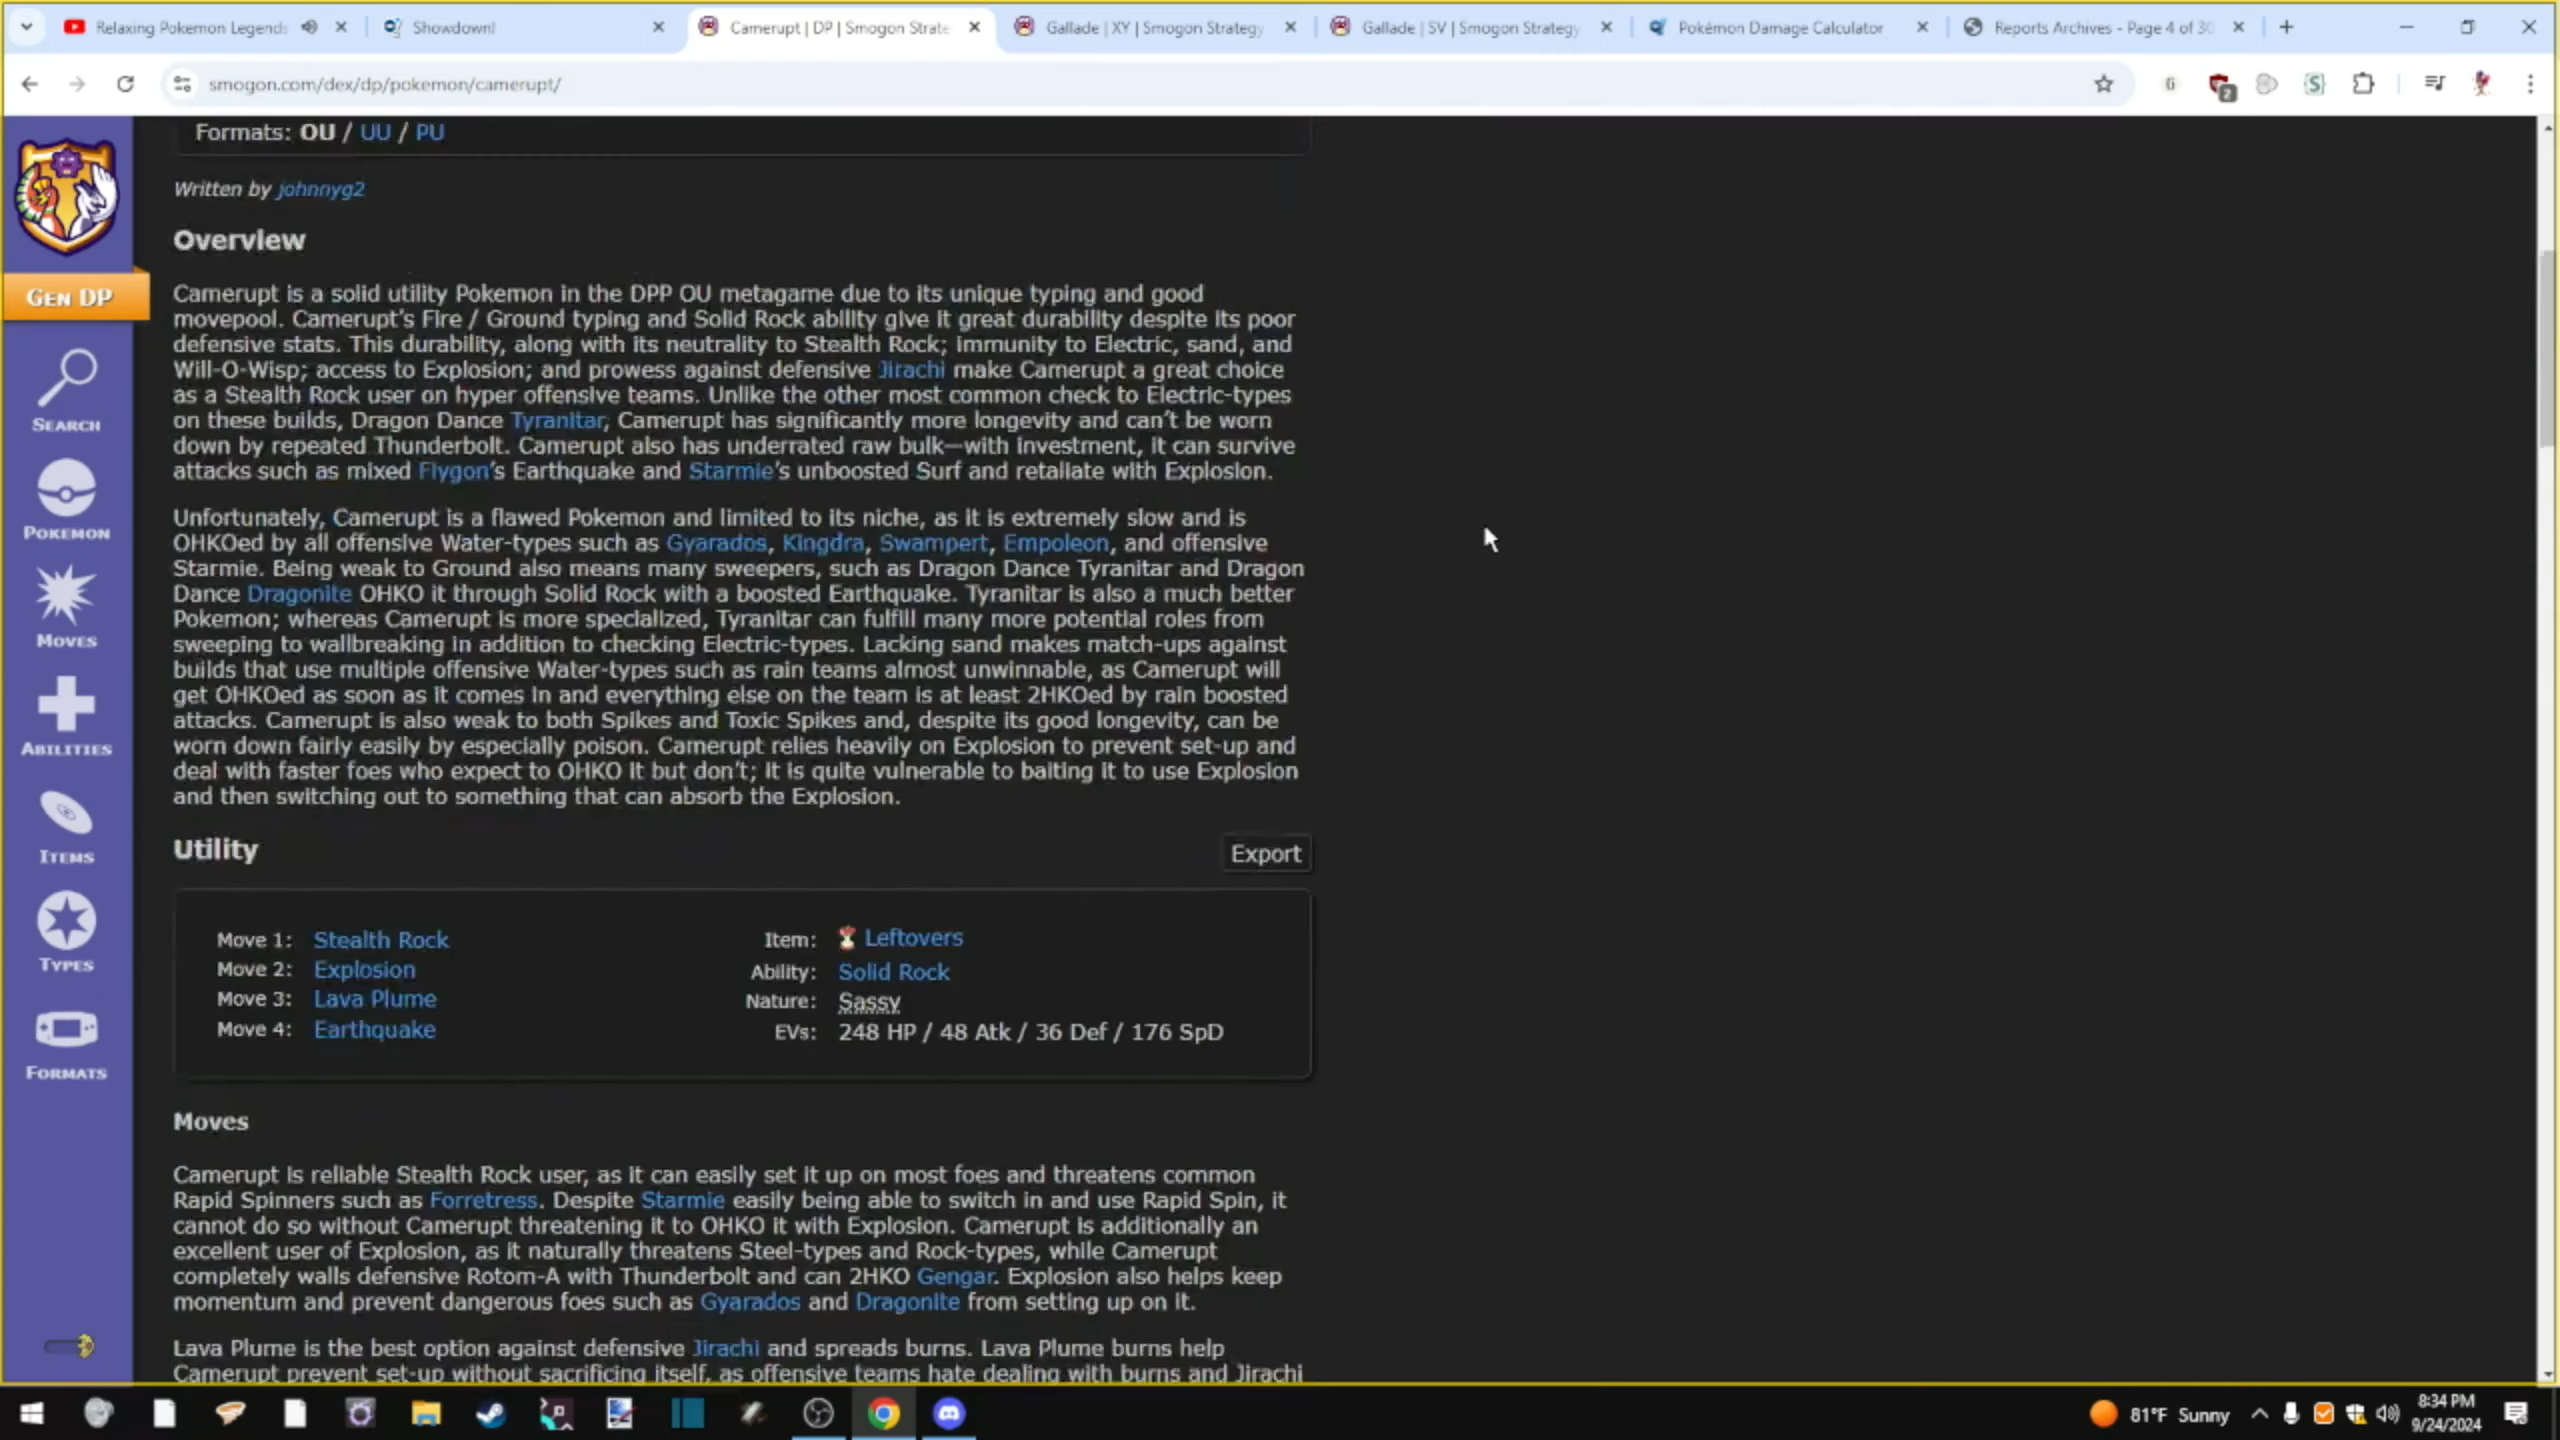 Relaxing Pokemon Legends
Showdown!
Camerupt | DP | Smogon Strate
Gallade | XY | Smogon Strategy
Gallade | SV | Smogon Strategy
Pokémon Damage Calculator
Reports Archives - Page 4 of 30
smogon.com/dex/dp/pokemon/camerupt/
2
Formats: OU / UU / PU
Written by johnnyg2
Overview
GEN DP
Camerupt is a solid utility Pokemon in the DPP OU metagame due to its unique typing and good
movepool. Camerupt's Fire / Ground typing and Solid Rock ability give it great durability despite its poor
defensive stats. This durability, along with its neutrality to Stealth Rock; immunity to Electric, sand, and
Will-O-Wisp; access to Explosion; and prowess against defensive Jirachi make Camerupt a great choice
as a Stealth Rock user on hyper offensive teams. Unlike the other most common check to Electric-types
on these builds, Dragon Dance Tyranitar, Camerupt has significantly more longevity and can't be worn
down by repeated Thunderbolt. Camerupt also has underrated raw bulk—with investment, it can survive
attacks such as mixed Flygon's Earthquake and Starmie's unboosted Surf and retaliate with Explosion.
SEARCH
Unfortunately, Camerupt is a flawed Pokemon and limited to its niche, as it is extremely slow and is
OHKOed by all offensive Water-types such as Gyarados, Kingdra, Swampert, Empoleon, and offensive
Starmie. Being weak to Ground also means many sweepers, such as Dragon Dance Tyranitar and Dragon
Dance Dragonite OHKO it through Solid Rock with a boosted Earthquake. Tyranitar is also a much better
Pokemon; whereas Camerupt is more specialized, Tyranitar can fulfill many more potential roles from
sweeping to wallbreaking in addition to checking Electric-types. Lacking sand makes match-ups against
builds that use multiple offensive Water-types such as rain teams almost unwinnable, as Camerupt will
get OHKOed as soon as it comes in and everything else on the team is at least 2HKOed by rain boosted
attacks. Camerupt is also weak to both Spikes and Toxic Spikes and, despite its good longevity, can be
worn down fairly easily by especially poison. Camerupt relies heavily on Explosion to prevent set-up and
deal with faster foes who expect to OHKO it but don't; it is quite vulnerable to baiting it to use Explosion
and then switching out to something that can absorb the Explosion.
POKEMON
MOVES
ABILITIES
ITEMS
TYPES
FORMATS
Utility
Export
Move 1: Stealth Rock
Move 2: Explosion
Move 3: Lava Plume
Move 4: Earthquake
Item: Leftovers
Ability: Solid Rock
Nature: Sassy
EVs: 248 HP / 48 Atk / 36 Def / 176 SpD
Moves
Camerupt is reliable Stealth Rock user, as it can easily set it up on most foes and threatens common
Rapid Spinners such as Forretress. Despite Starmie easily being able to switch in and use Rapid Spin, it
cannot do so without Camerupt threatening it to OHKO it with Explosion. Camerupt is additionally an
excellent user of Explosion, as it naturally threatens Steel-types and Rock-types, while Camerupt
completely walls defensive Rotom-A with Thunderbolt and can 2HKO Gengar. Explosion also helps keep
momentum and prevent dangerous foes such as Gyarados and Dragonite from setting up on it.
Lava Plume is the best option against defensive Jirachi and spreads burns. Lava Plume burns help
Camerupt prevent set-up without sacrificing itself, as offensive teams hate dealing with burns and Jirachi
81°F Sunny
8:34 PM
9/24/2024